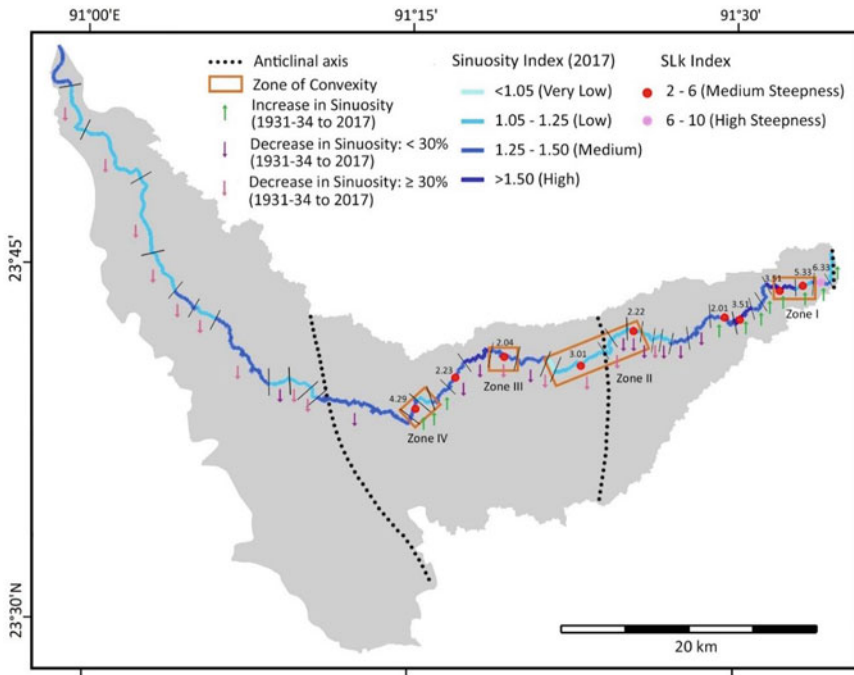 91°00'E 91°15' 91°30'
Anticlinal axis
Zone of Convexity
Increase in Sinuosity
(1931-34 to 2017)
Decrease in Sinuosity: < 30%
(1931-34 to 2017)
Decrease in Sinuosity: ≥ 30%
(1931-34 to 2017)
Sinuosity Index (2017)
<1.05 (Very Low)
1.05 - 1.25 (Low)
1.25 - 1.50 (Medium)
>1.50 (High)
SLk Index
2 - 6 (Medium Steepness)
6 - 10 (High Steepness)
23°45'
3.51 5.33 6.33
Zone I
2.01 3.51
2.22
3.01
Zone II
2.04
Zone III
2.23
4.29
Zone IV
23°30'N
20 km